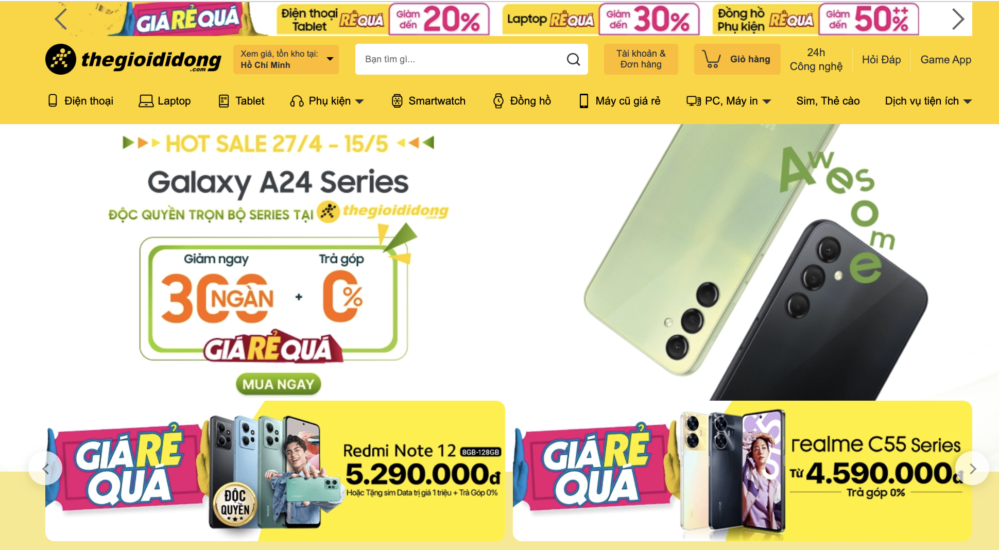 GIÁ RẺ QUÁ
Điện thoại
Tablet
RẺ QUÁ
Giảm
đến
20%
Laptop
RẺ QUÁ
Giảm
đến
30%
Đồng hồ
Phụ kiện
RẺ QUÁ
Giảm
đến
50%++
thegioididong
.com
Xem giá, tồn kho tại:
Hồ Chí Minh
Bạn tìm gì...
Tài khoản &
Đơn hàng
Giỏ hàng
24h
Công nghệ
Hỏi Đáp
Game App
Điện thoại
Laptop
Tablet
Phụ kiện
Smartwatch
Đồng hồ
Máy cũ giá rẻ
PC, Máy in
Sim, Thẻ cào
Dịch vụ tiện ích
HOT SALE 27/4 - 15/5
Galaxy A24 Series
ĐỘC QUYỀN TRỌN BỘ SERIES TẠI thegioididong
.com
Giảm ngay
300 NGÀN
+
Trả góp
0%
GIÁ RẺ QUÁ
MUA NGAY
Awesome
GIÁ RẺ
QUÁ
ĐỘC
QUYỀN
Redmi Note 12 8GB-128GB
5.290.000đ
Hoặc Tặng sim Data trị giá 1 triệu + Trả Góp 0%
GIÁ RẺ
QUÁ
C55
realme C55 Series
Từ 4.590.000đ
Trả góp 0%